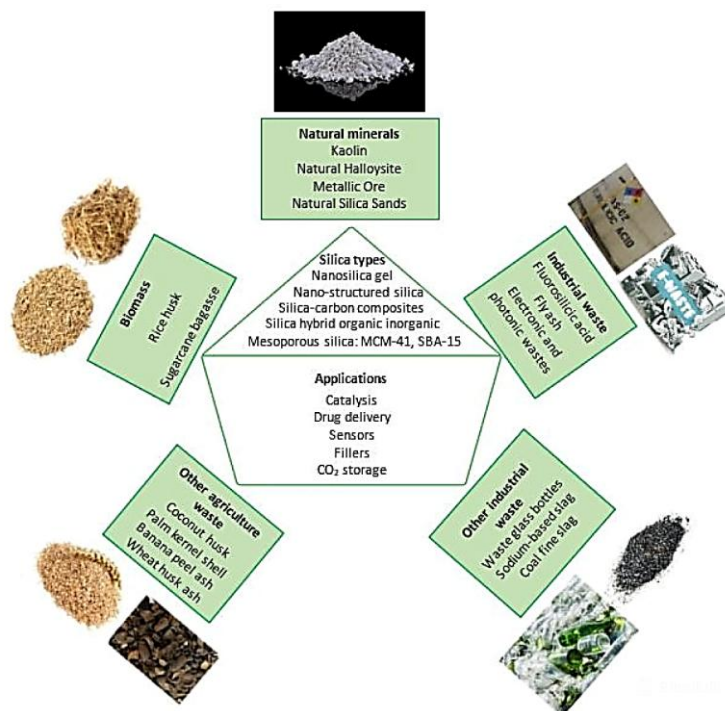 Natural minerals
Kaolin
Natural Halloysite
Metallic Ore
Natural Silica Sands
Biomass
Rice husk
Sugarcane bagasse
Silica types
Nanosilica gel
Nano-structured silica
Silica-carbon composites
Silica hybrid organic inorganic
Mesoporous silica: MCM-41, SBA-15
Industrial waste
Fluorosilicic acid
Fly ash
Electronic and
photonic wastes
E-WASTE
Applications
Catalysis
Drug delivery
Sensors
Fillers
CO₂ storage
Other agriculture
waste
Coconut husk
Palm kernel shell
Banana peel ash
Wheat husk ash
Other industrial
waste
Waste glass bottles
Sodium-based slag
Coal fine slag